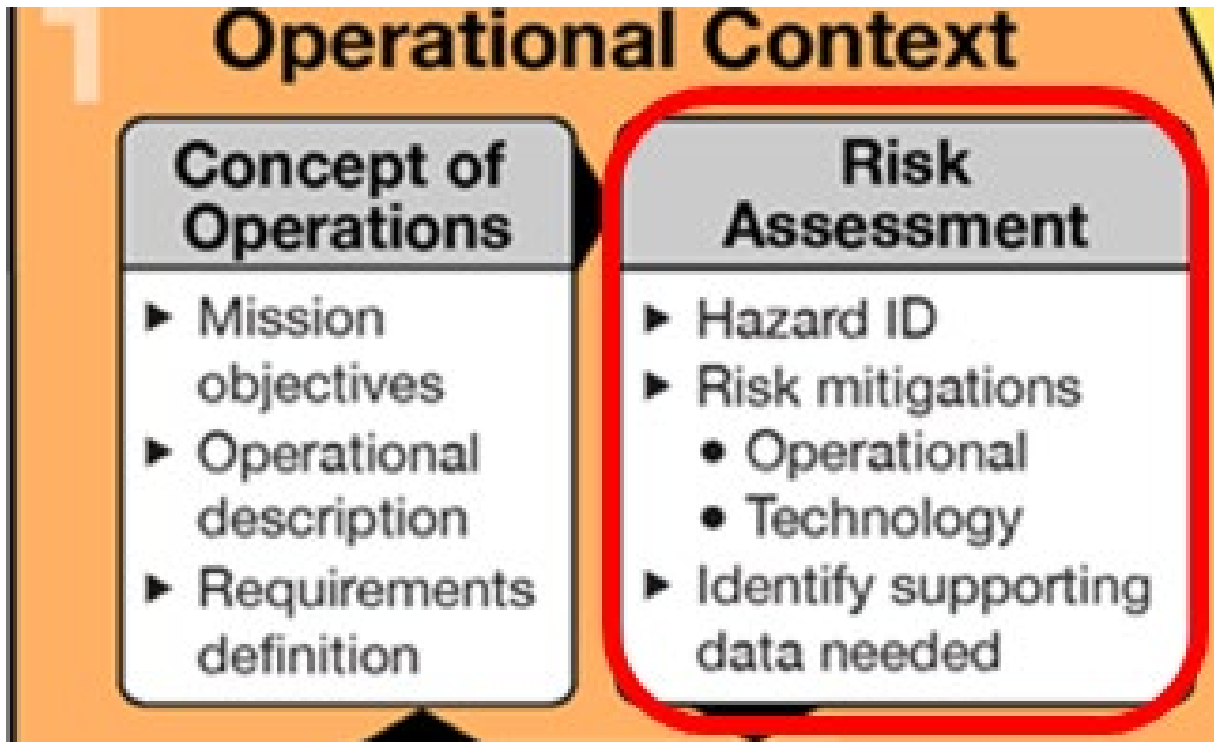 1
Operational Context
Concept of
Operations
Mission
objectives
Operational
description
Requirements
definition
Risk
Assessment
Hazard ID
Risk mitigations
Operational
Technology
Identify supporting
data needed